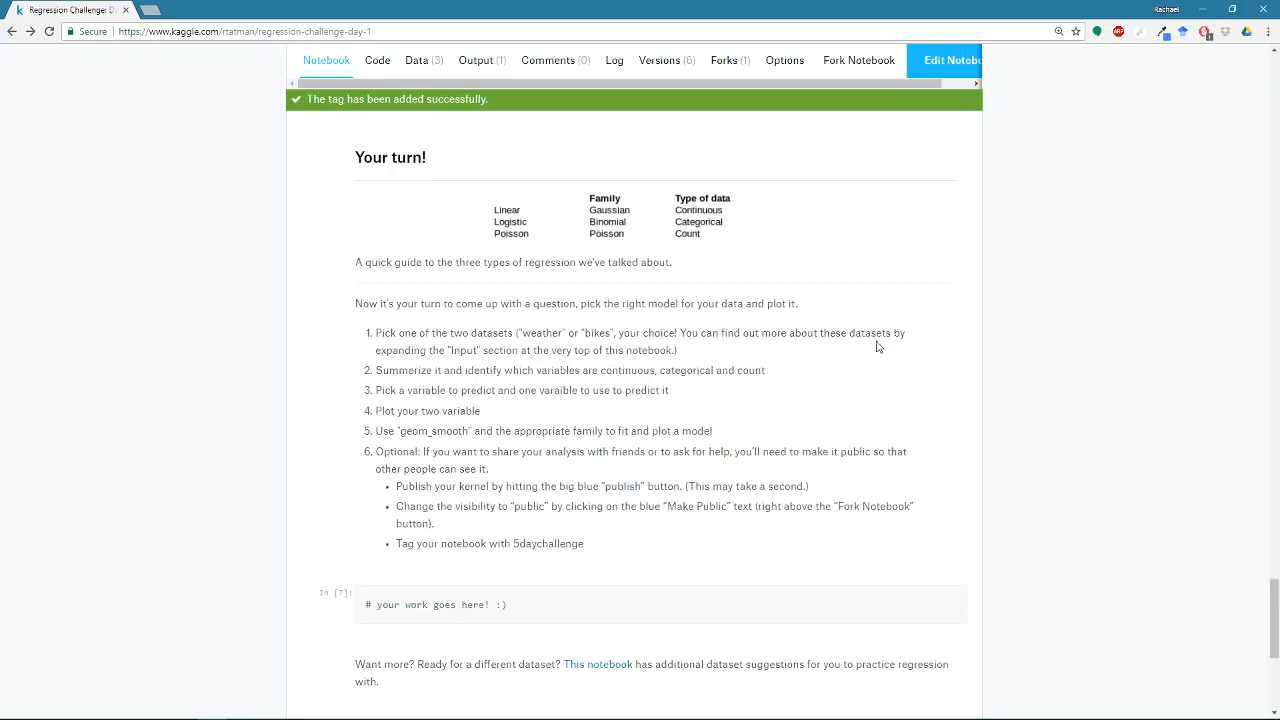 Regression Challenge: D
Rachael
Secure
https://www.kaggle.com/rtatman/regression-challenge-day-1
Notebook Code Data (3) Output (1) Comments (0) Log Versions (6) Forks (1) Options Fork Notebook Edit Notebo
The tag has been added successfully.
Your turn!
Family Type of data
Linear Gaussian Continuous
Logistic Binomial Categorical
Poisson Poisson Count
A quick guide to the three types of regression we've talked about.
Now it's your turn to come up with a question, pick the right model for your data and plot it.
1. Pick one of the two datasets ("weather" or "bikes", your choice! You can find out more about these datasets by
expanding the "Input" section at the very top of this notebook.)
2. Summerize it and identify which variables are continuous, categorical and count
3. Pick a variable to predict and one varaible to use to predict it
4. Plot your two variable
5. Use "geom_smooth" and the appropriate family to fit and plot a model
6. Optional: If you want to share your analysis with friends or to ask for help, you'll need to make it public so that
other people can see it.
• Publish your kernel by hitting the big blue "publish" button. (This may take a second.)
• Change the visibility to "public" by clicking on the blue "Make Public" text (right above the "Fork Notebook"
button).
• Tag your notebook with 5daychallenge
In [7]:
# your work goes here! :)
Want more? Ready for a different dataset? This notebook has additional dataset suggestions for you to practice regression
with.